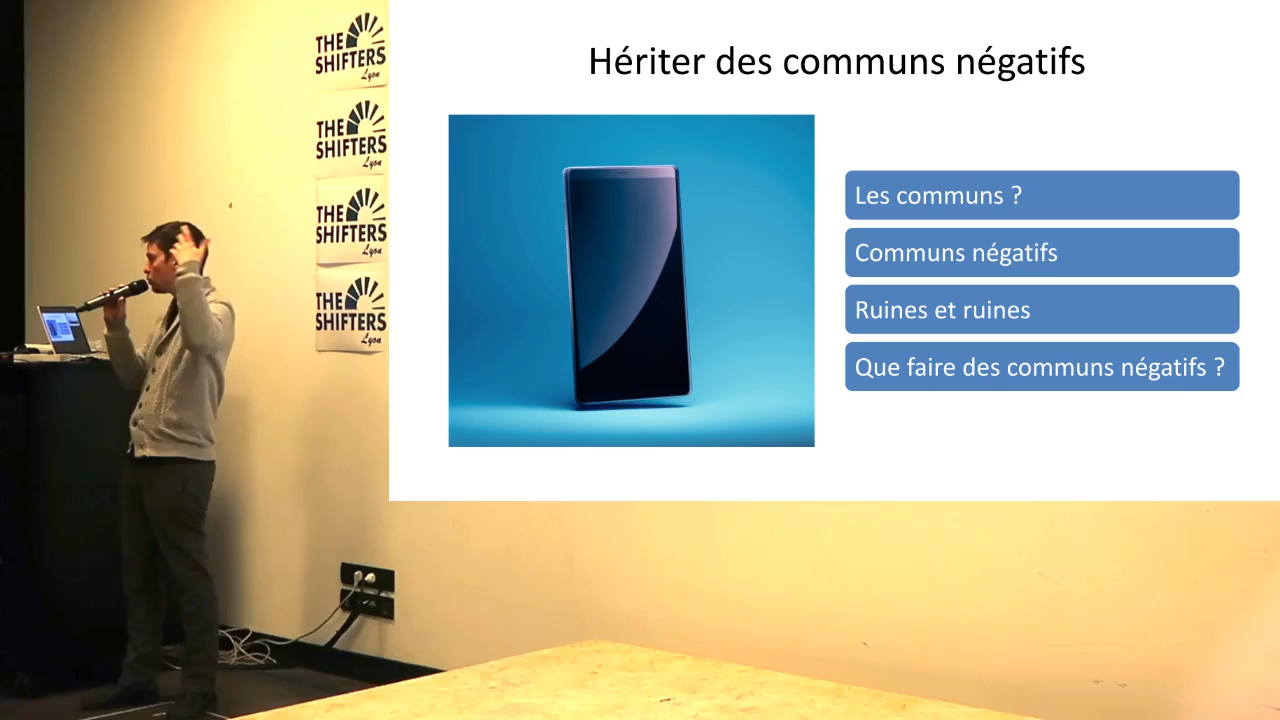 THE
SHIFTERS
Lyon
THE
SHIFTERS
Lyon
THE
SHIFTERS
Lyon
THE
SHIFTERS
Lyon
Hériter des communs négatifs
Les communs ?
Communs négatifs
Ruines et ruines
Que faire des communs négatifs ?